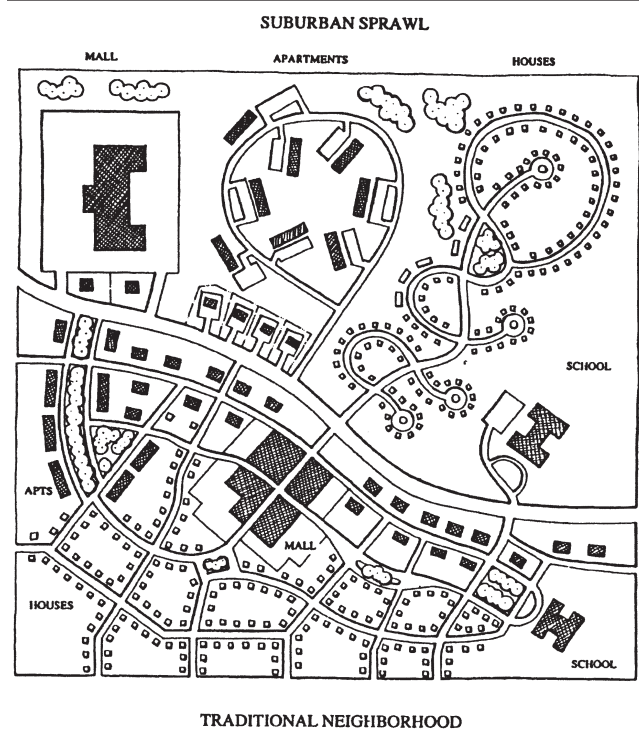 SUBURBAN SPRAWL
MALL APARTMENTS HOUSES
SCHOOL
APTS
MALL
HOUSES
SCHOOL
TRADITIONAL NEIGHBORHOOD